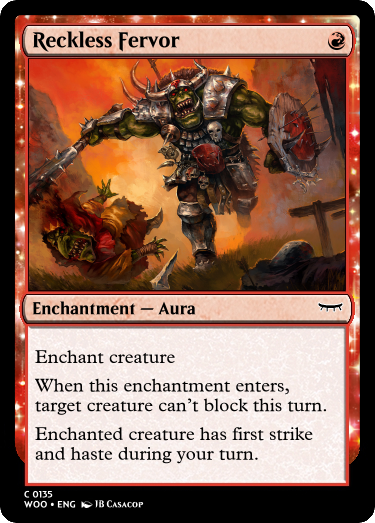 Reckless Fervor
Enchantment — Aura
Enchant creature
When this enchantment enters,
target creature can't block this turn.
Enchanted creature has first strike
and haste during your turn.
C 0135
WOO • ENG JB Casacop